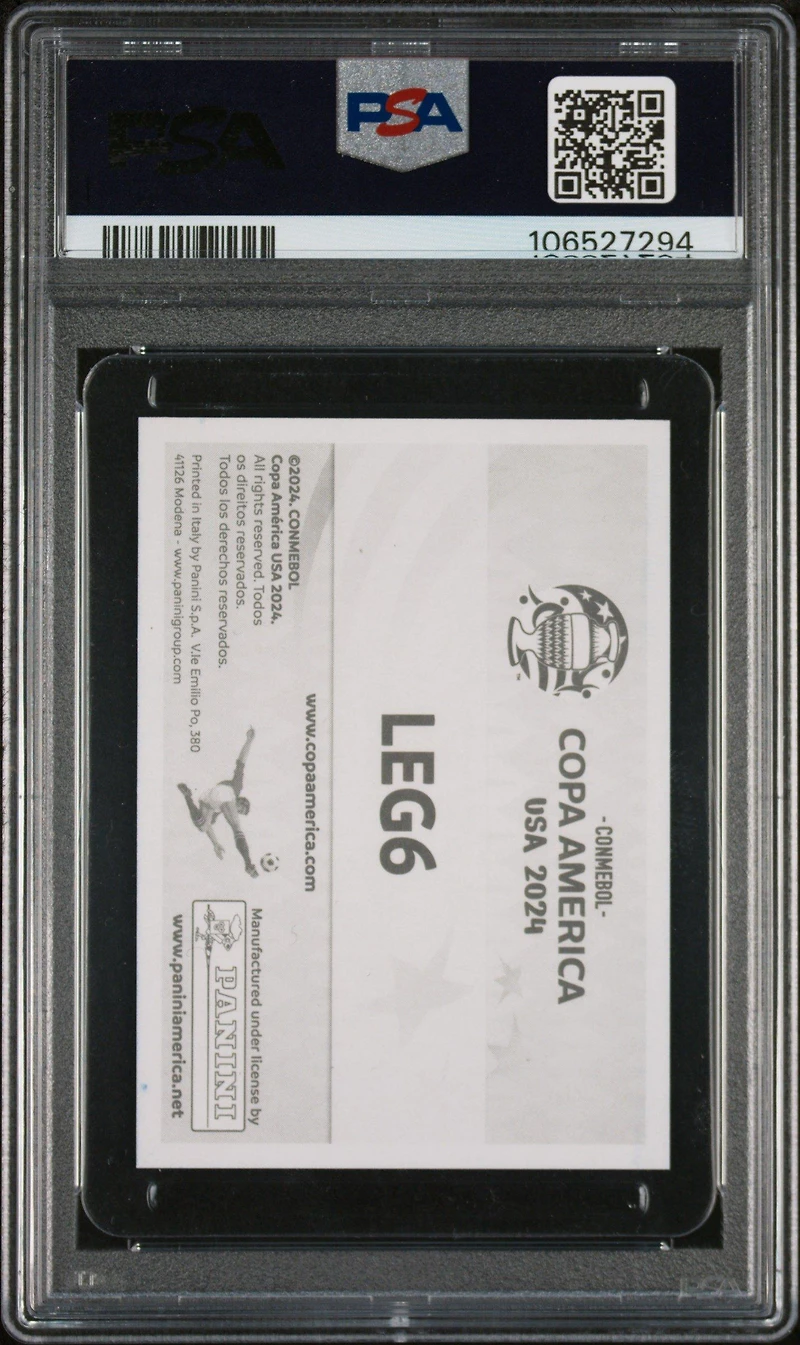 PSA
PSA
106527294
-CONMEBOL-
COPA AMERICA
USA 2024
LEG6
www.copaamerica.com
©2024. CONMEBOL
Copa América USA 2024.
All rights reserved. Todos
os direitos reservados.
Todos los derechos reservados.
Printed in Italy by Panini S.p.A. V.le Emilio Po, 380
41126 Modena - www.paninigroup.com
Manufactured under license by
PANINI
www.paniniamerica.net
PSA